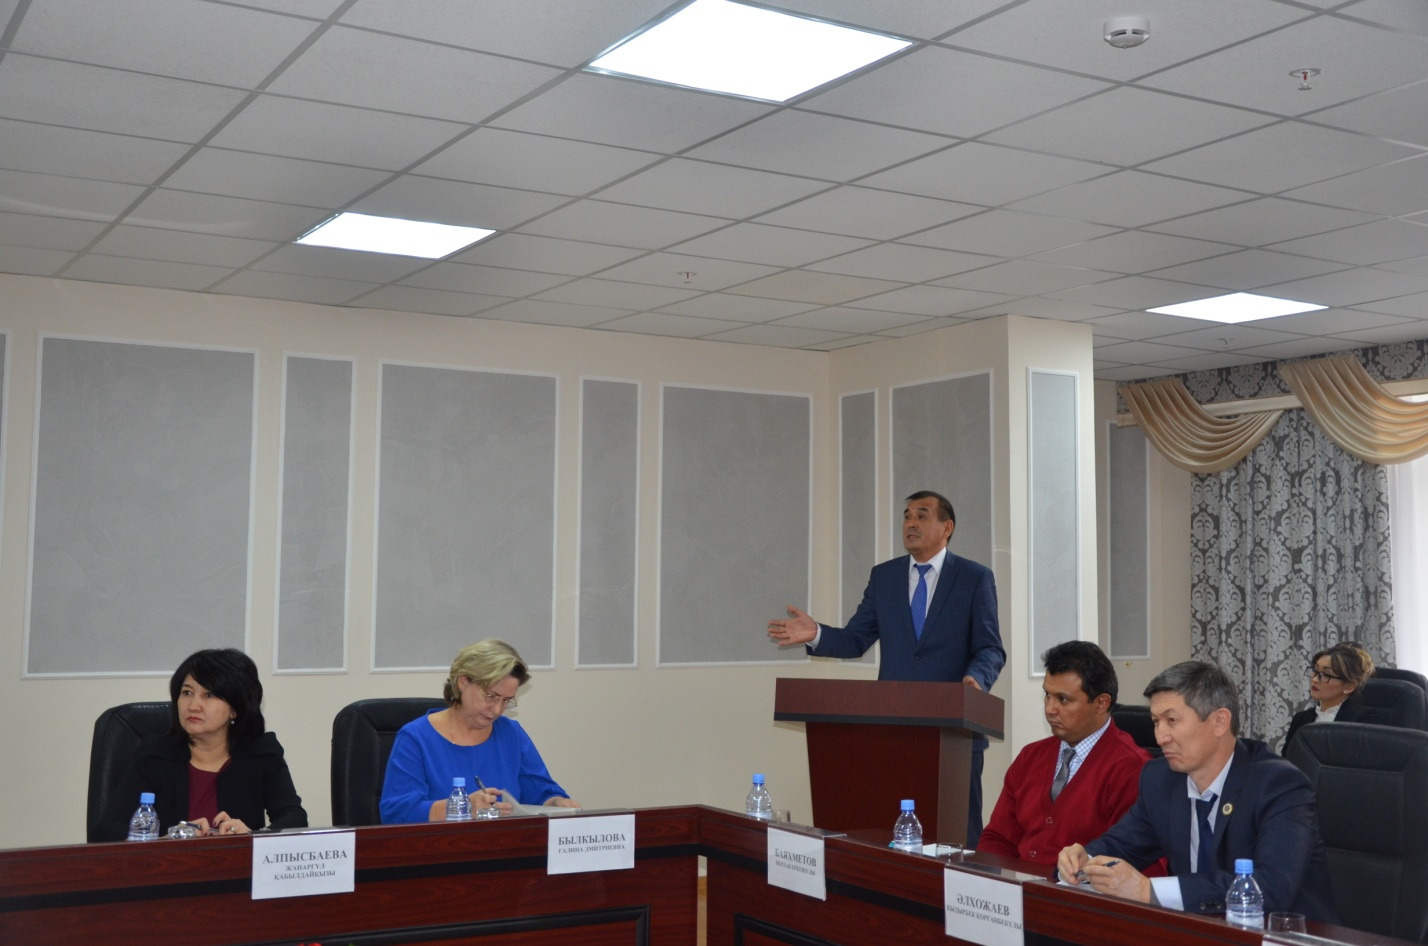 АЛПЫСБАЕВА
ЖАНАРГҮЛ
ҚАБЫЛДАЙҚЫЗЫ
БЫЛКЫЛОВА
ГАЛИНА ДМИТРИЕВНА
БАЯХМЕТОВ
ӘЛХОЖАЕВ